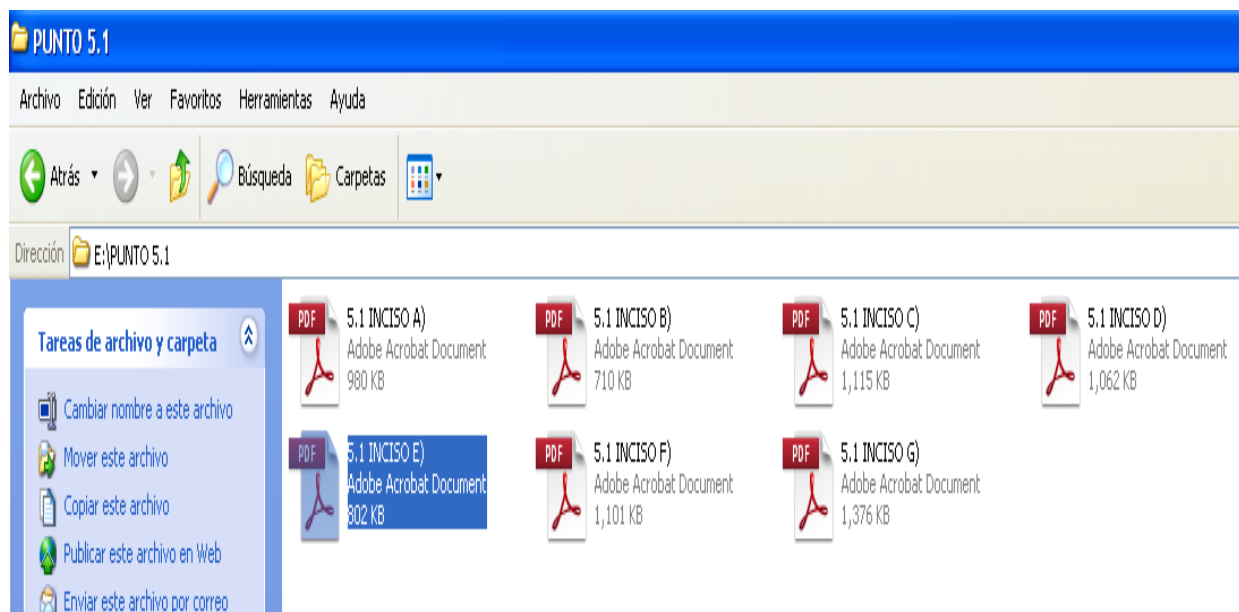 PUNTO 5.1
Archivo Edición Ver Favoritos Herramientas Ayuda
Atrás Búsqueda Carpetas
Dirección E:\PUNTO 5.1
Tareas de archivo y carpeta
Cambiar nombre a este archivo
Mover este archivo
Copiar este archivo
Publicar este archivo en Web
Enviar este archivo por correo
PDF
5.1 INCISO A)
Adobe Acrobat Document
980 KB
PDF
5.1 INCISO B)
Adobe Acrobat Document
710 KB
PDF
5.1 INCISO C)
Adobe Acrobat Document
1,115 KB
PDF
5.1 INCISO D)
Adobe Acrobat Document
1,062 KB
PDF
5.1 INCISO E)
Adobe Acrobat Document
802 KB
PDF
5.1 INCISO F)
Adobe Acrobat Document
1,101 KB
PDF
5.1 INCISO G)
Adobe Acrobat Document
1,376 KB